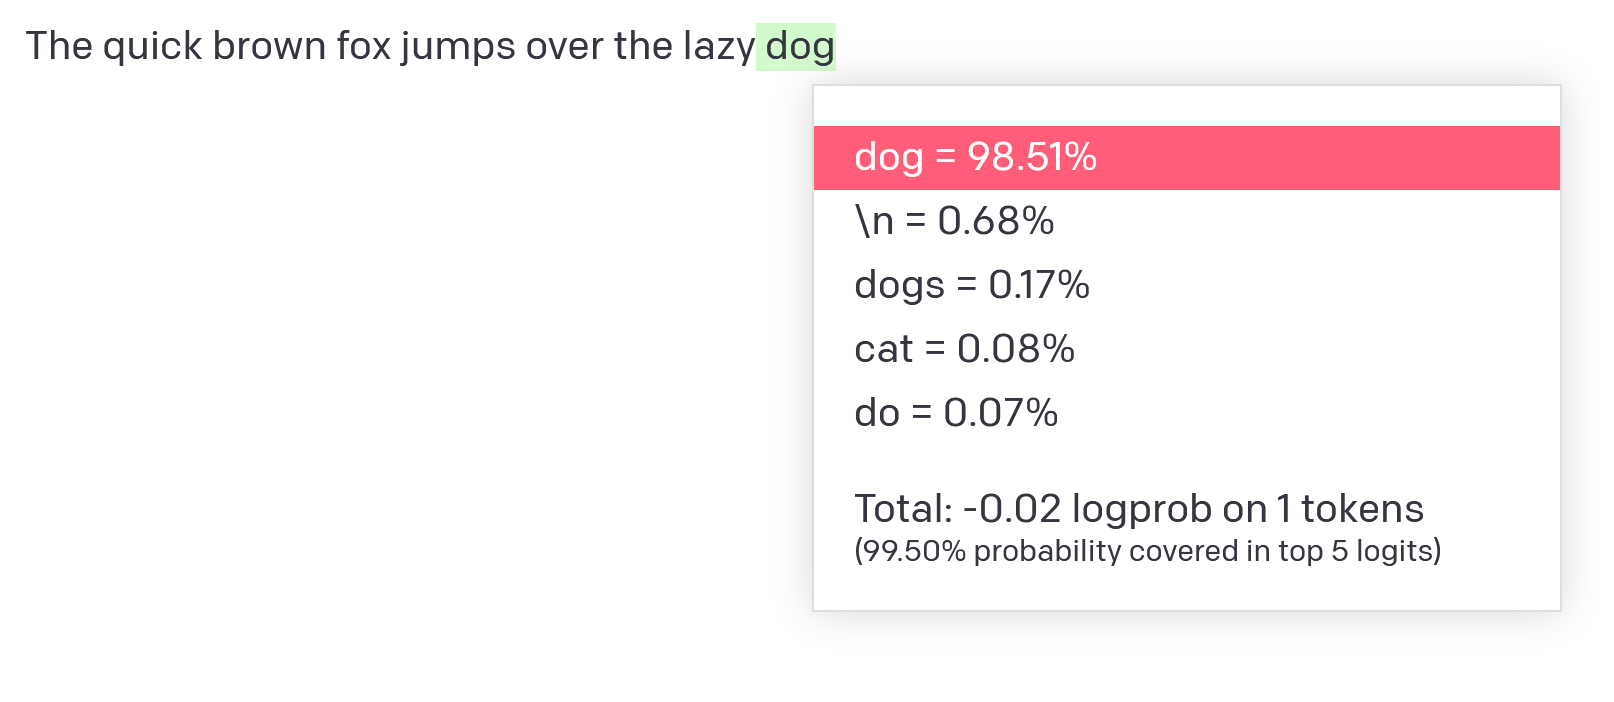 The quick brown fox jumps over the lazy dog
dog = 98.51%
\n = 0.68%
dogs = 0.17%
cat = 0.08%
do = 0.07%
Total: -0.02 logprob on 1 tokens
(99.50% probability covered in top 5 logits)